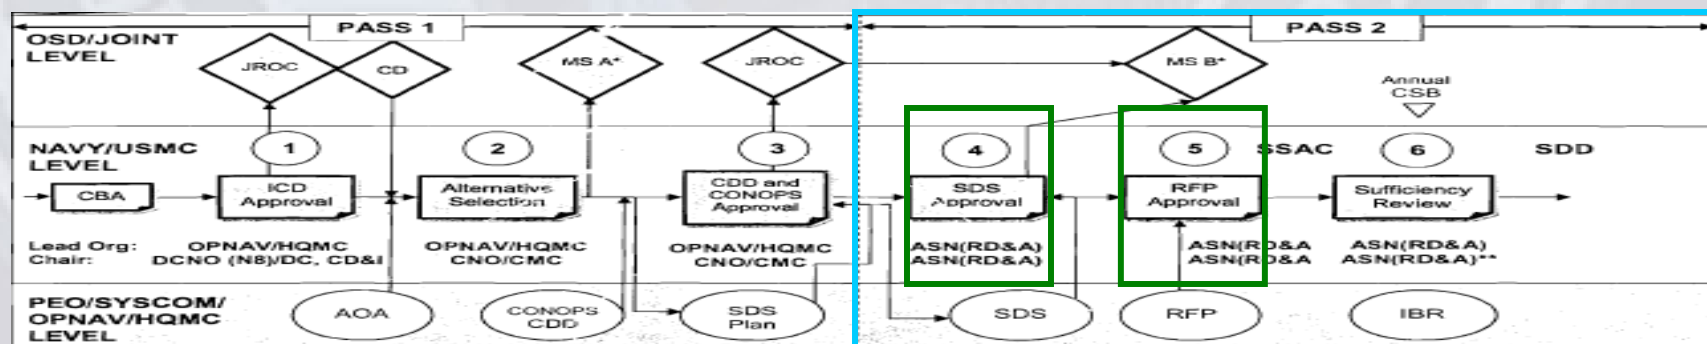 PASS 1
PASS 2
OSD/JOINT
LEVEL
JROC
CD
MS A*
JROC
MS B*
Annual
CSB
NAVY/USMC
LEVEL
1
2
3
4
5
SSAC
6
SDD
CBA
ICD
Approval
Alternative
Selection
CDD and
CONOPS
Approval
SDS
Approval
RFP
Approval
Sufficiency
Review
Lead Org:
Chair:
OPNAV/HQMC
DCNO (N8)/DC, CD&I
OPNAV/HQMC
CNO/CMC
OPNAV/HQMC
CNO/CMC
ASN(RD&A)
ASN(RD&A)
ASN(RD&A
ASN(RD&A
ASN(RD&A)
ASN(RD&A)**
PEO/SYSCOM/
OPNAV/HQMC
LEVEL
AOA
CONOPS
CDD
SDS
Plan
SDS
RFP
IBR